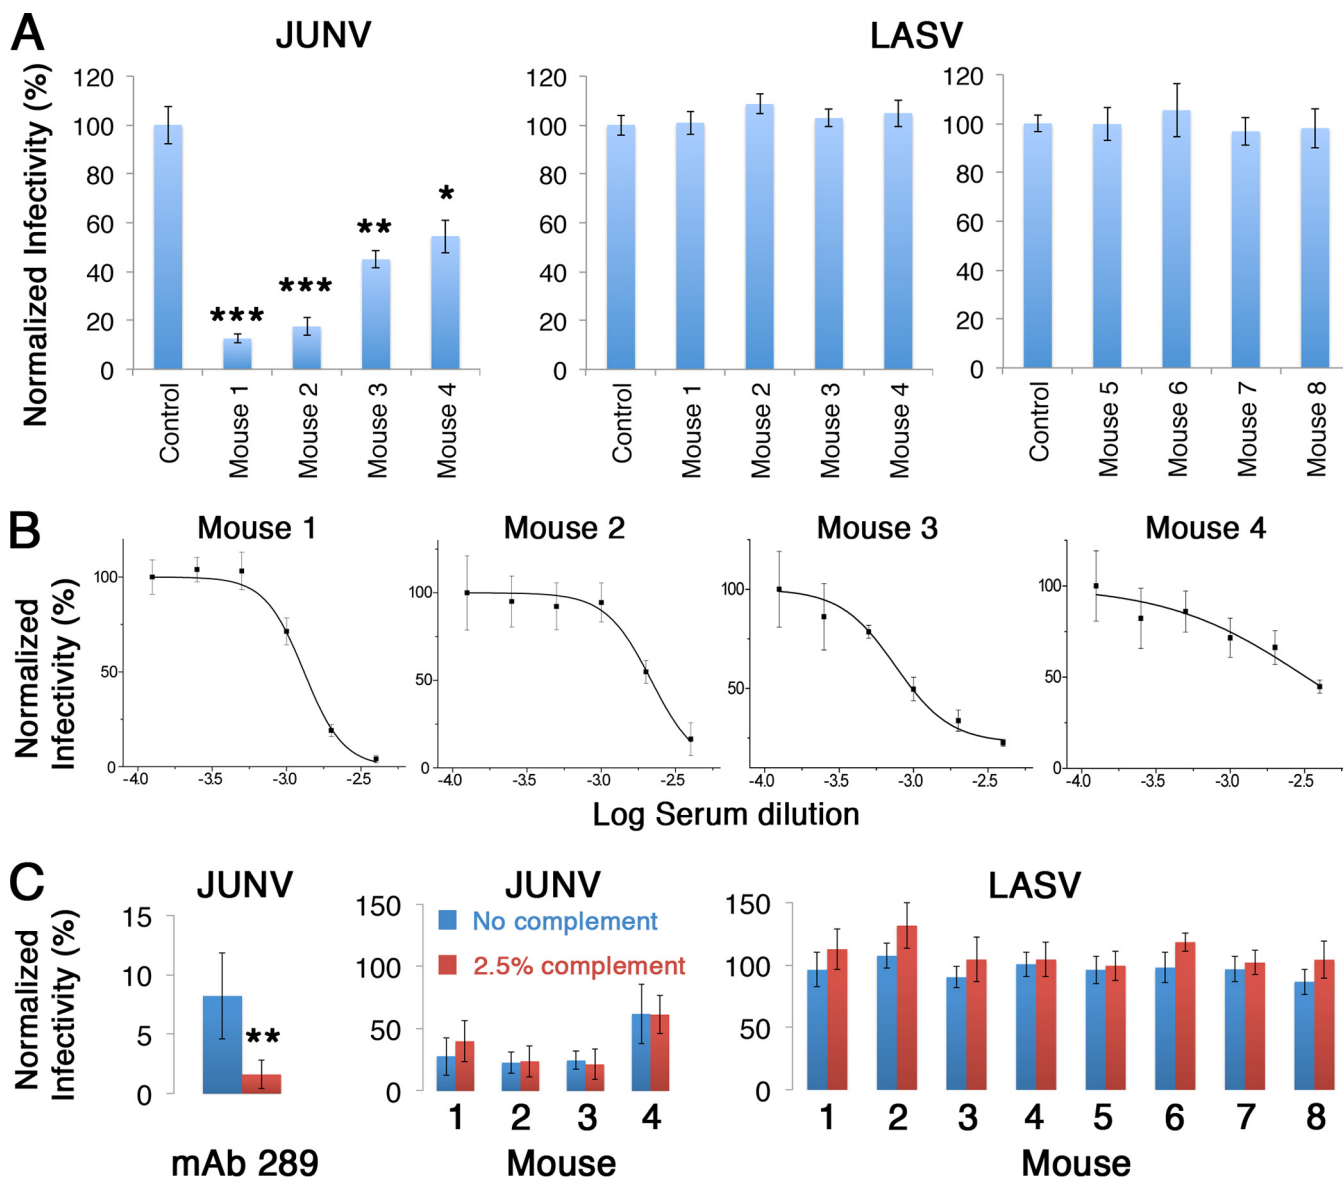 A
JUNV
LASV
Normalized Infectivity (%)
120
100
80
60
40
20
0
***
***
**
*
Control
Mouse 1
Mouse 2
Mouse 3
Mouse 4
120
100
80
60
40
20
0
Control
Mouse 1
Mouse 2
Mouse 3
Mouse 4
120
100
80
60
40
20
0
Control
Mouse 5
Mouse 6
Mouse 7
Mouse 8
B
Normalized
Infectivity (%)
Mouse 1
100
50
0
-4.0 -3.5 -3.0 -2.5
Mouse 2
100
50
0
-4.0 -3.5 -3.0 -2.5
Mouse 3
100
50
-4.0 -3.5 -3.0 -2.5
Mouse 4
100
50
0
-4.0 -3.5 -3.0 -2.5
Log Serum dilution
C
Normalized
Infectivity (%)
JUNV
15
10
5
0
**
mAb 289
JUNV
150
100
50
0
No complement
2.5% complement
1 2 3 4
Mouse
LASV
150
100
50
0
1 2 3 4 5 6 7 8
Mouse